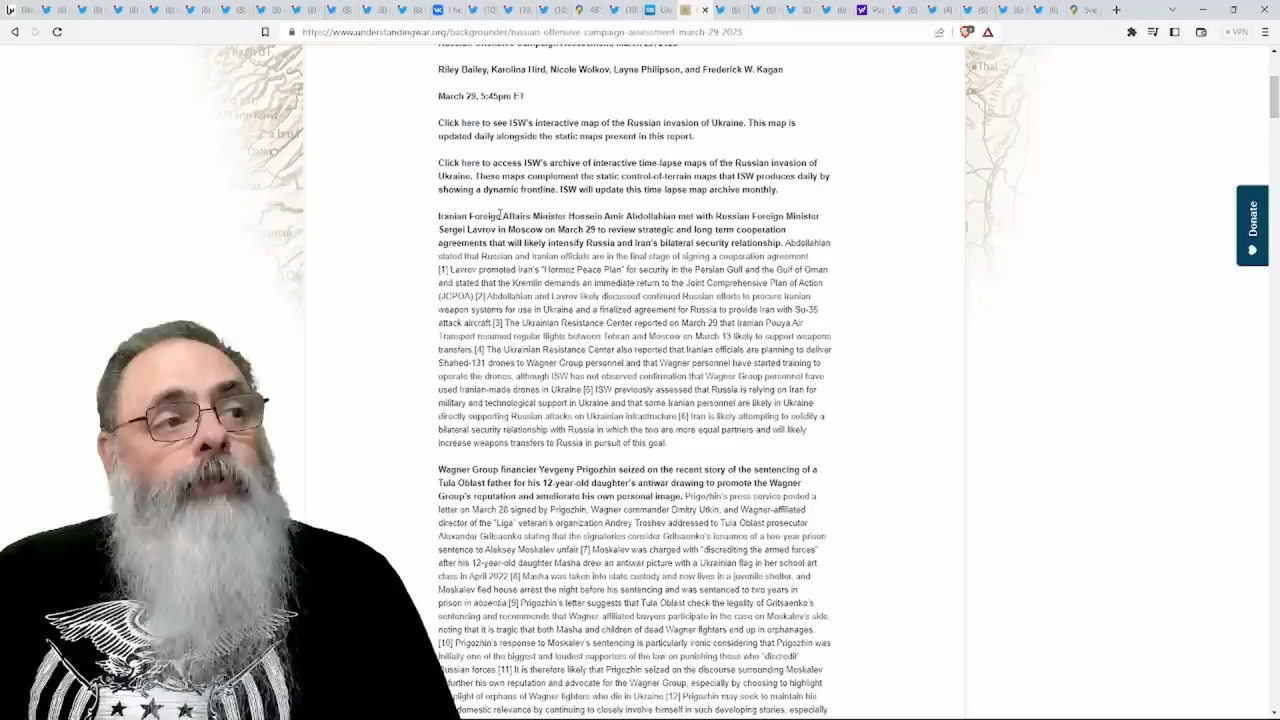 https://www.understandingwar.org/backgrounder/russian-offensive-campaign-assessment-march-29-2023
VPN
Riley Bailey, Karolina Hird, Nicole Wolkov, Layne Philipson, and Frederick W. Kagan
March 29, 5:45pm ET
Click here to see ISW's interactive map of the Russian invasion of Ukraine. This map is
updated daily alongside the static maps present in this report.
Click here to access ISW's archive of interactive time-lapse maps of the Russian invasion of
Ukraine. These maps complement the static control-of-terrain maps that ISW produces daily by
showing a dynamic frontline. ISW will update this time-lapse map archive monthly.
Iranian Foreign Affairs Minister Hossein Amir Abdollahian met with Russian Foreign Minister
Sergei Lavrov in Moscow on March 29 to review strategic and long term cooperation
agreements that will likely intensify Russia and Iran's bilateral security relationship. Abdollahian
stated that Russian and Iranian officials are in the final stage of signing a cooperation agreement.
[1] Lavrov promoted Iran's "Hormoz Peace Plan" for security in the Persian Gulf and the Gulf of Oman
and stated that the Kremlin demands an immediate return to the Joint Comprehensive Plan of Action
(JCPOA).[2] Abdollahian and Lavrov likely discussed continued Russian efforts to procure Iranian
weapon systems for use in Ukraine and a finalized agreement for Russia to provide Iran with Su-35
attack aircraft.[3] The Ukrainian Resistance Center reported on March 29 that Iranian Pouya Air
Transport resumed regular flights between Tehran and Moscow on March 13 likely to support weapons
transfers.[4] The Ukrainian Resistance Center also reported that Iranian officials are planning to deliver
Shahed-131 drones to Wagner Group personnel and that Wagner personnel have started training to
operate the drones, although ISW has not observed confirmation that Wagner Group personnel have
used Iranian-made drones in Ukraine.[5] ISW previously assessed that Russia is relying on Iran for
military and technological support in Ukraine and that some Iranian personnel are likely in Ukraine
directly supporting Russian attacks on Ukrainian infrastructure.[6] Iran is likely attempting to solidify a
bilateral security relationship with Russia in which the two are more equal partners and will likely
increase weapons transfers to Russia in pursuit of this goal.
Wagner Group financier Yevgeny Prigozhin seized on the recent story of the sentencing of a
Tula Oblast father for his 12-year-old daughter's antiwar drawing to promote the Wagner
Group's reputation and ameliorate his own personal image. Prigozhin's press service posted a
letter on March 28 signed by Prigozhin, Wagner commander Dmitry Utkin, and Wagner-affiliated
director of the "Liga" veteran's organization Andrey Troshev addressed to Tula Oblast prosecutor
Alexander Gritsaenko stating that the signatories consider Gritsaenko's issuance of a two-year prison
sentence to Aleksey Moskalev unfair.[7] Moskalev was charged with "discrediting the armed forces"
after his 12-year-old daughter Masha drew an antiwar picture with a Ukrainian flag in her school art
class in April 2022.[8] Masha was taken into state custody and now lives in a juvenile shelter, and
Moskalev fled house arrest the night before his sentencing and was sentenced to two years in
prison in absentia.[9] Prigozhin's letter suggests that Tula Oblast check the legality of Gritsaenko's
sentencing and recommends that Wagner-affiliated lawyers participate in the case on Moskalev's side,
noting that it is tragic that both Masha and children of dead Wagner fighters end up in orphanages.
[10] Prigozhin's response to Moskalev's sentencing is particularly ironic considering that Prigozhin was
initially one of the biggest and loudest supporters of the law on punishing those who "discredit"
Russian forces.[11] It is therefore likely that Prigozhin seized on the discourse surrounding Moskalev
further his own reputation and advocate for the Wagner Group, especially by choosing to highlight
plight of orphans of Wagner fighters who die in Ukraine.[12] Prigozhin may seek to maintain his
domestic relevance by continuing to closely involve himself in such developing stories, especially
Donate
Thal